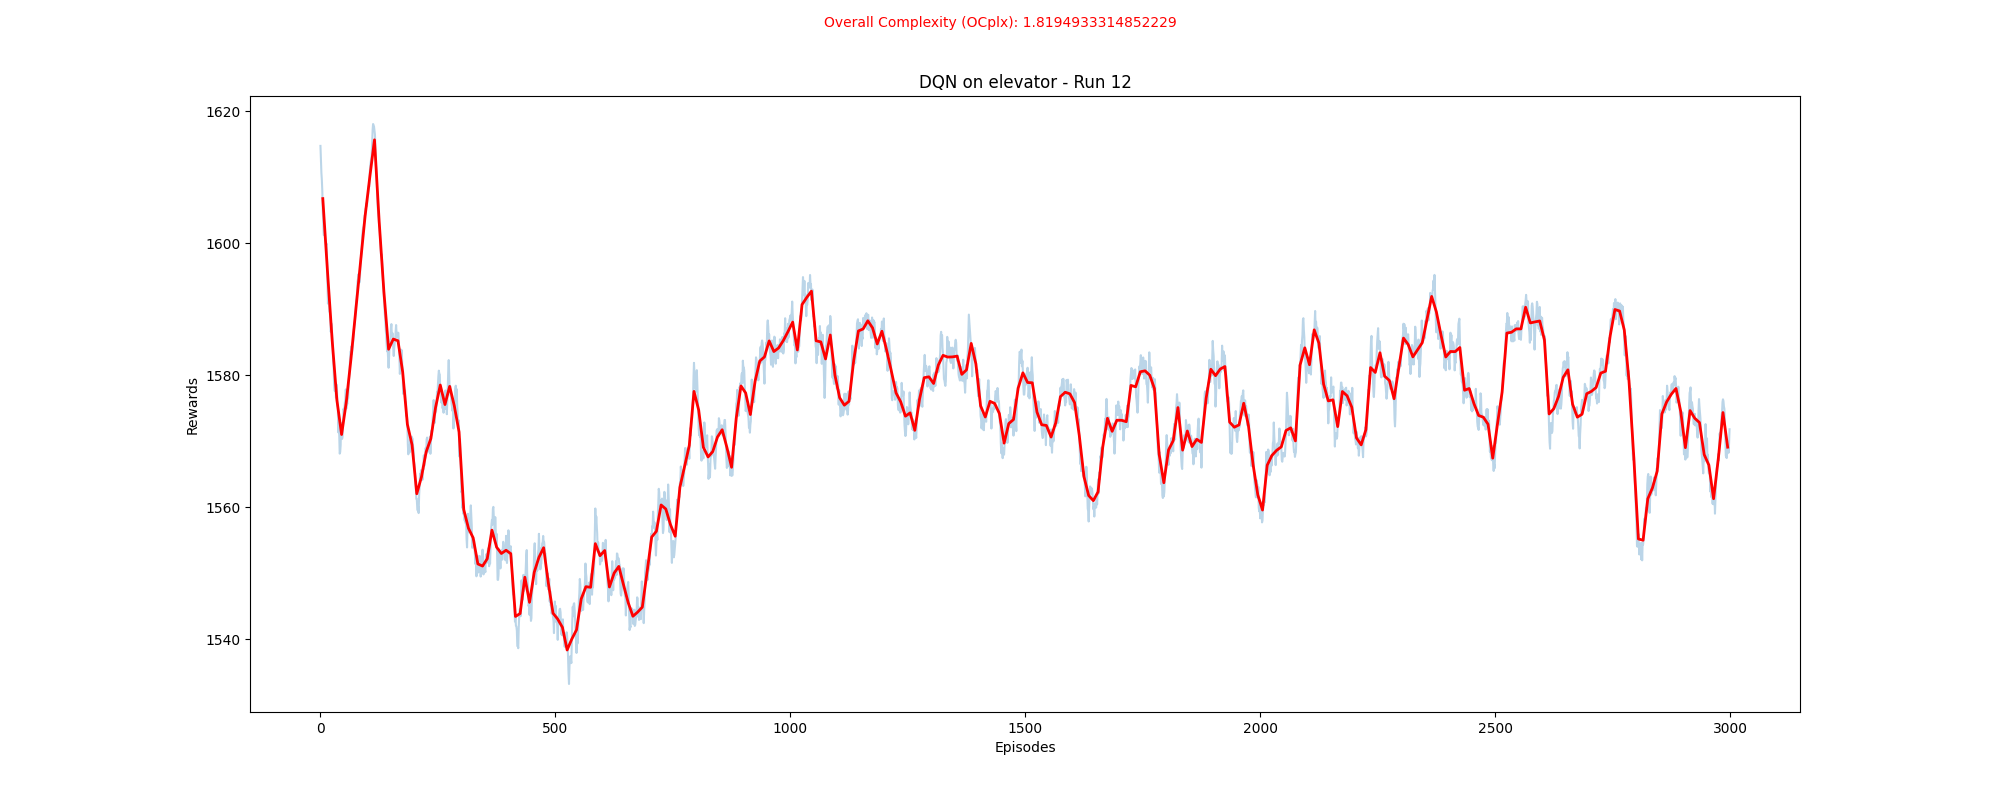 Overall Complexity (OCplx): 1.8194933314852229
DQN on elevator - Run 12
1620
1600
1580
1560
1540
Rewards
0 500 1000 1500 2000 2500 3000
Episodes